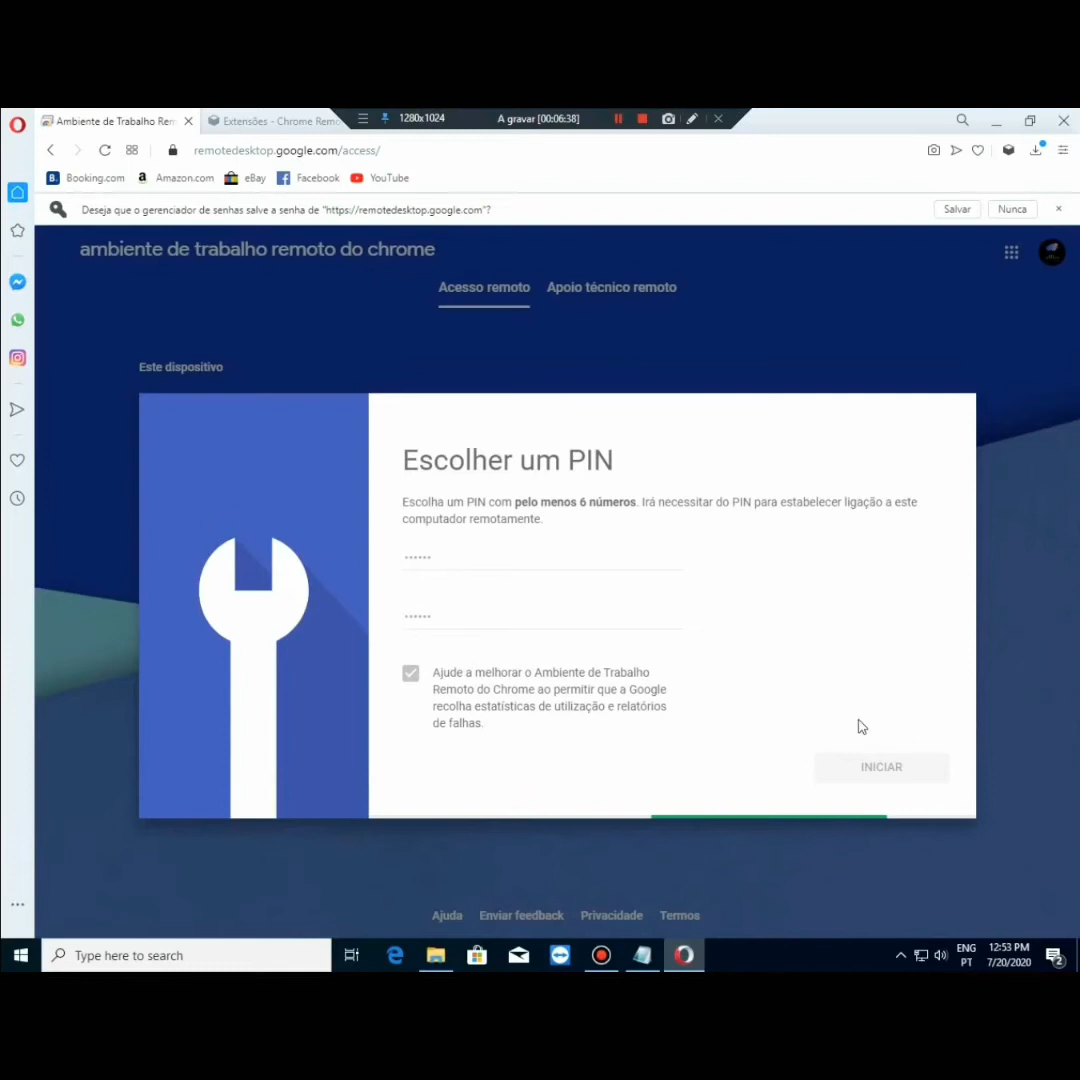 Ambiente de Trabalho Rem
Extensões - Chrome Remo
1280x1024
A gravar [00:06:38]
remotedesktop.google.com/access/
B. Booking.com
a Amazon.com
eBay
Facebook
YouTube
Deseja que o gerenciador de senhas salve a senha de "https://remotedesktop.google.com"?
Salvar
Nunca
ambiente de trabalho remoto do chrome
Acesso remoto
Apoio técnico remoto
Este dispositivo
Escolher um PIN
Escolha um PIN com pelo menos 6 números. Irá necessitar do PIN para estabelecer ligação a este
computador remotamente.
••••••
••••••
Ajude a melhorar o Ambiente de Trabalho
Remoto do Chrome ao permitir que a Google
recolha estatísticas de utilização e relatórios
de falhas.
INICIAR
Ajuda
Enviar feedback
Privacidade
Termos
Type here to search
ENG
PT
12:53 PM
7/20/2020
2